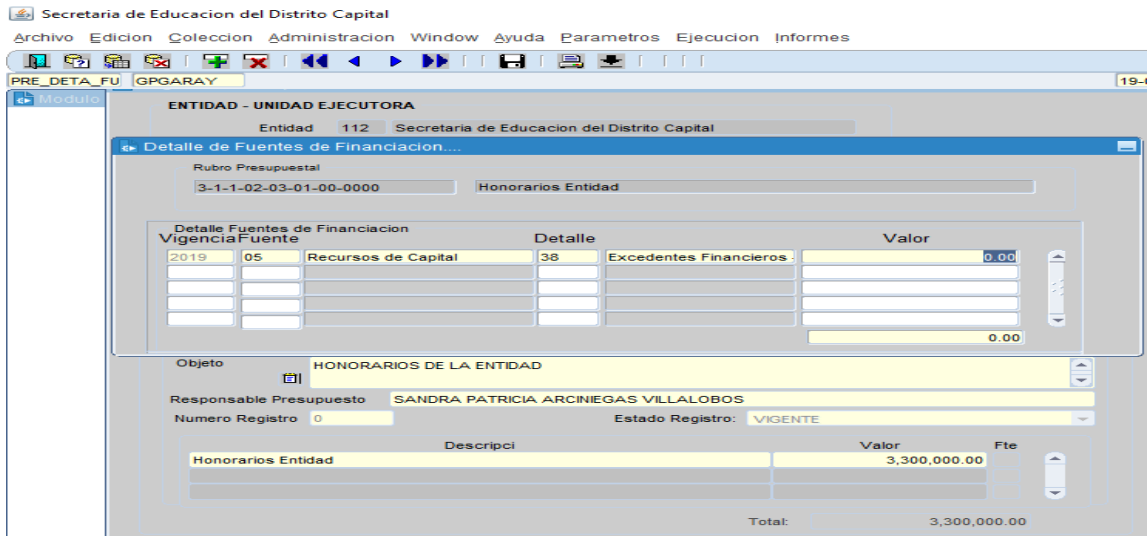 Secretaria de Educacion del Distrito Capital
Archivo Edicion Coleccion Administracion Window Ayuda Parametros Ejecucion Informes
PRE_DETA_FU GPGARAY 19-
Modulo
ENTIDAD - UNIDAD EJECUTORA
Entidad 112 Secretaria de Educacion del Distrito Capital
Detalle de Fuentes de Financiacion....
Rubro Presupuestal
3-1-1-02-03-01-00-0000 Honorarios Entidad
Detalle Fuentes de Financiacion
Vigencia Fuente Detalle Valor
2019 05 Recursos de Capital 38 Excedentes Financieros 0.00
0.00
Objeto HONORARIOS DE LA ENTIDAD
Responsable Presupuesto SANDRA PATRICIA ARCINIEGAS VILLALOBOS
Numero Registro 0 Estado Registro: VIGENTE
Descripci Valor Fte
Honorarios Entidad 3,300,000.00
Total: 3,300,000.00